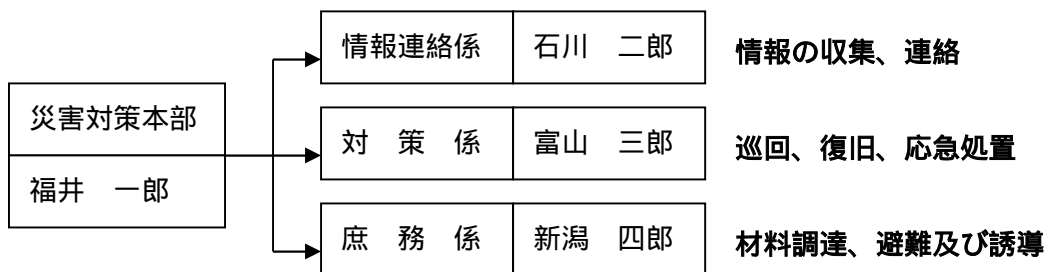 災害対策本部
福井　一郎
情報連絡係　石川　二郎　情報の収集、連絡
対　策　係　富山　三郎　巡回、復旧、応急処置
庶　務　係　新潟　四郎　材料調達、避難及び誘導